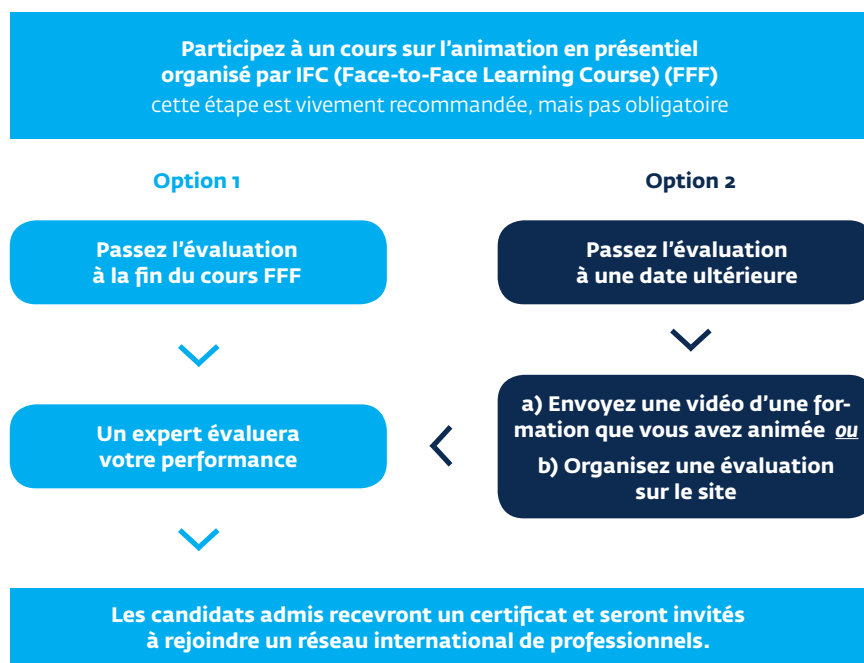 Participez à un cours sur l'animation en présentiel
organisé par IFC (Face-to-Face Learning Course) (FFF)
cette étape est vivement recommandée, mais pas obligatoire
Option 1
Passez l'évaluation
à la fin du cours FFF
Un expert évaluera
votre performance
Option 2
Passez l'évaluation
à une date ultérieure
a) Envoyez une vidéo d'une for-
mation que vous avez animée ou
b) Organisez une évaluation
sur le site
Les candidats admis recevront un certificat et seront invités
à rejoindre un réseau international de professionnels.